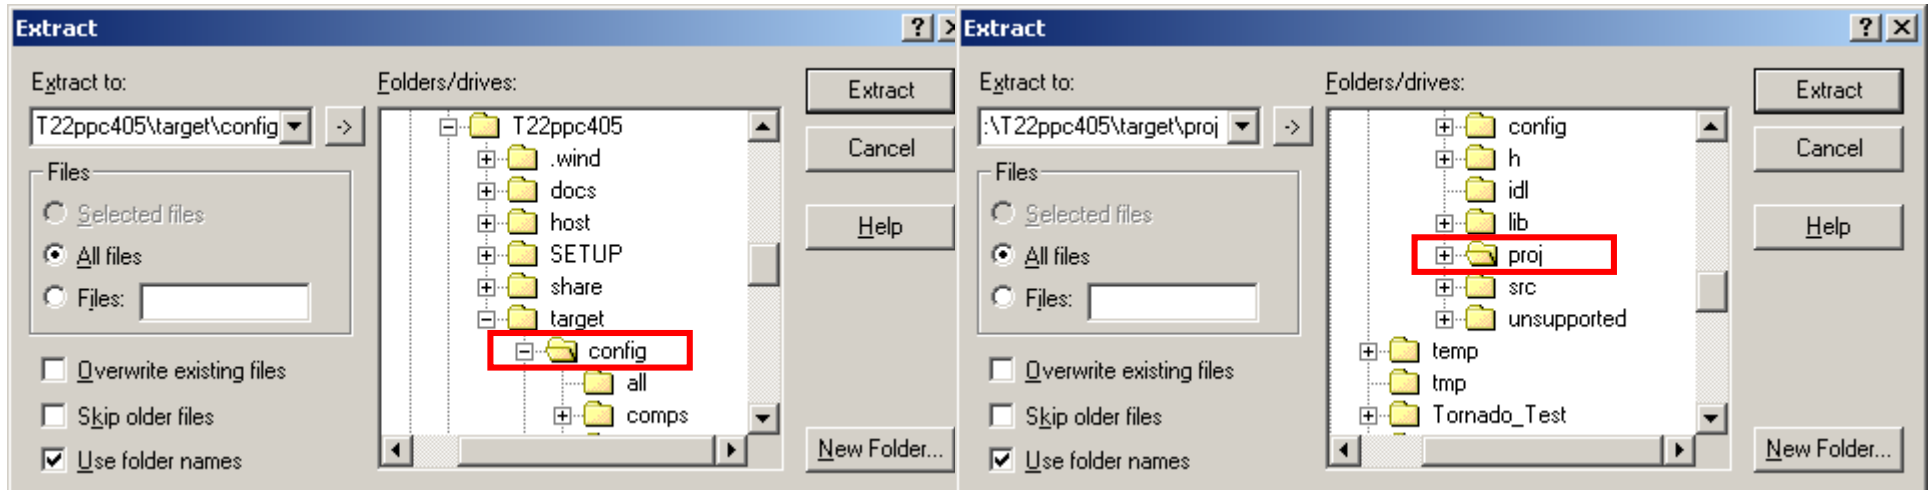 Extract
Extract to:
T22ppc405\target\config
->
Files
Selected files
All files
Files:
Overwrite existing files
Skip older files
Use folder names
Folders/drives:
T22ppc405
.wind
docs
host
SETUP
share
target
config
all
comps
Extract
Cancel
Help
New Folder...
Extract
Extract to:
:\T22ppc405\target\proj
->
Files
Selected files
All files
Files:
Overwrite existing files
Skip older files
Use folder names
Folders/drives:
config
h
idl
lib
proj
src
unsupported
temp
tmp
Tornado_Test
Extract
Cancel
Help
New Folder...